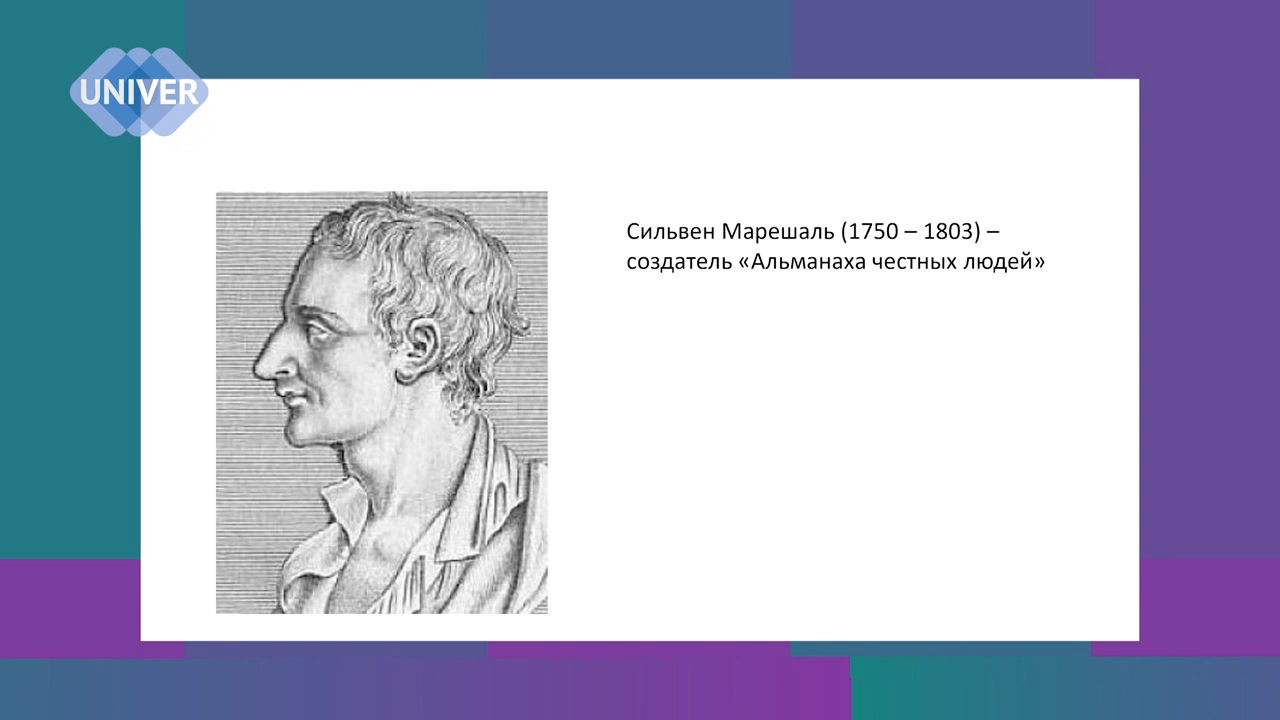 UNIVER
Сильвен Марешаль (1750 – 1803) –
создатель «Альманаха честных людей»